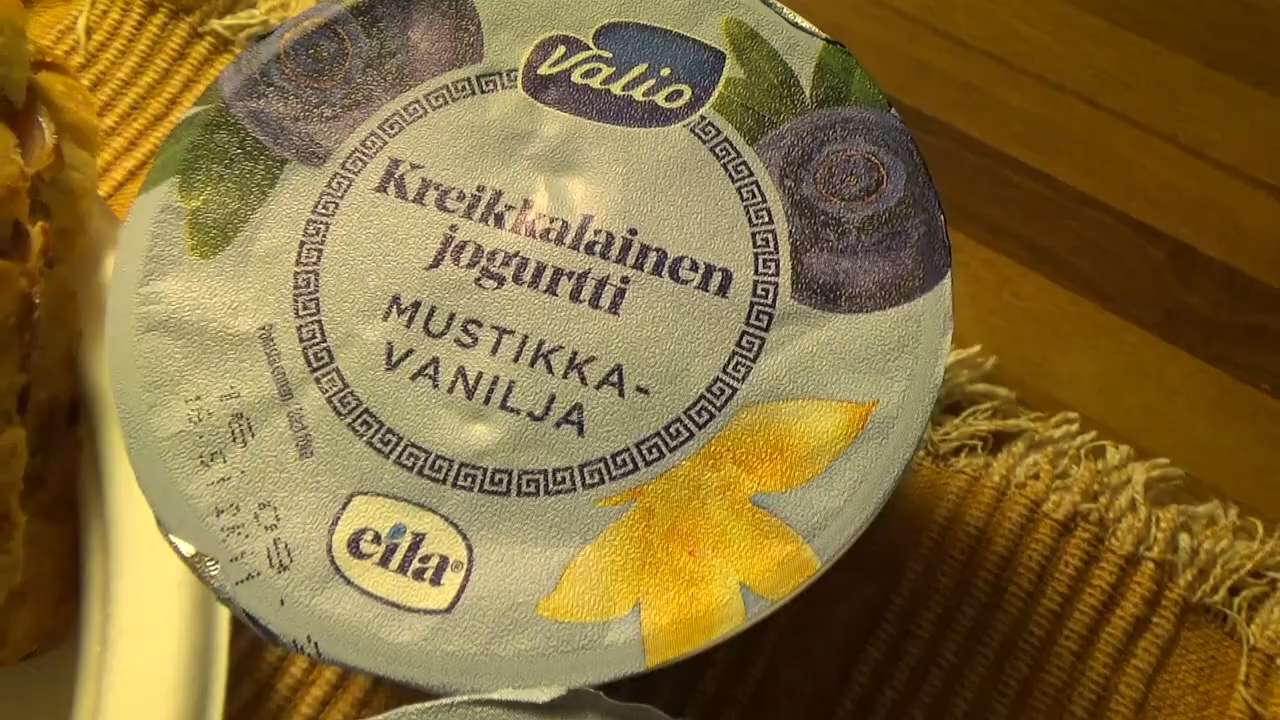 Valio
Kreikkalainen
jogurtti
MUSTIKKA-
VANILJA
eila®